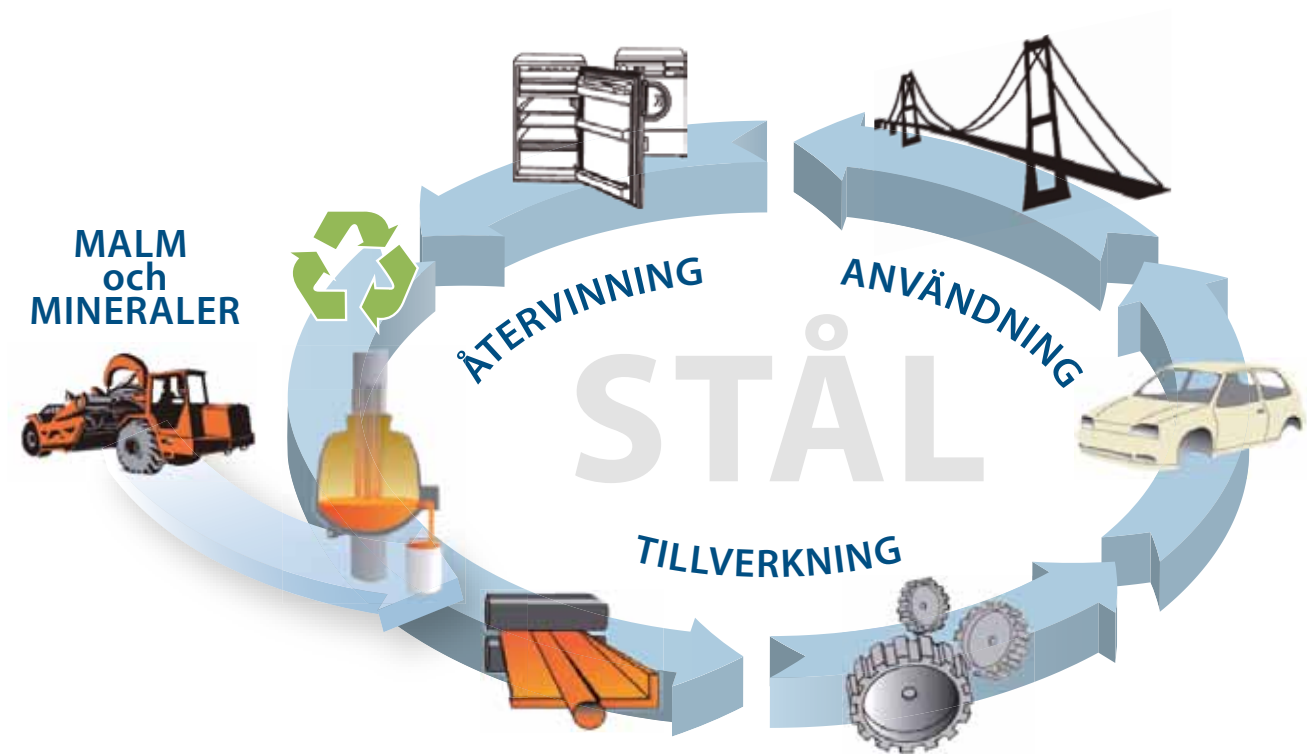 MALM
och
MINERALER
ÅTERVINNING
ANVÄNDNING
STÅL
TILLVERKNING